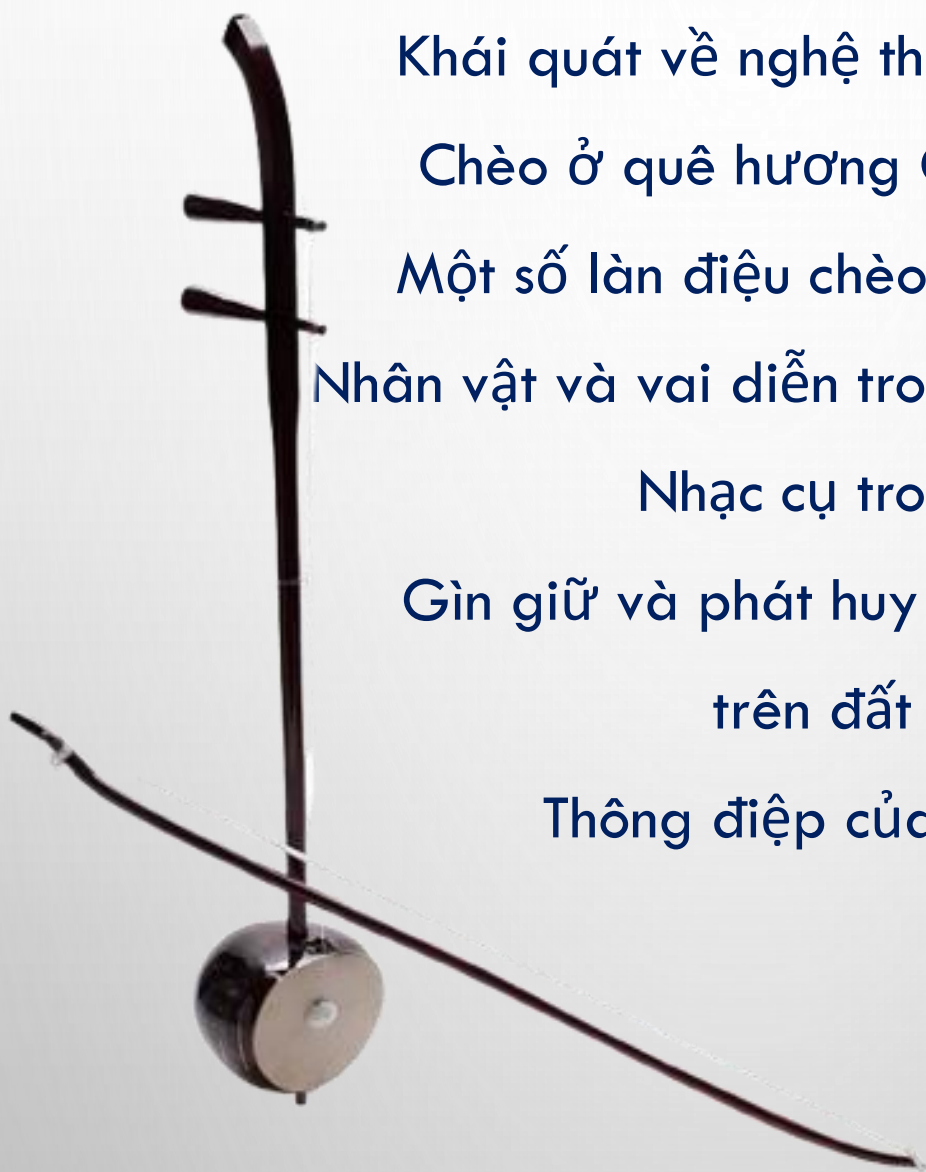 Khái quát về nghệ th
Chèo ở quê hương
Một số làn điệu chèo
Nhân vật và vai diễn tro
Nhạc cụ tro
Gìn giữ và phát huy
trên đất
Thông điệp của